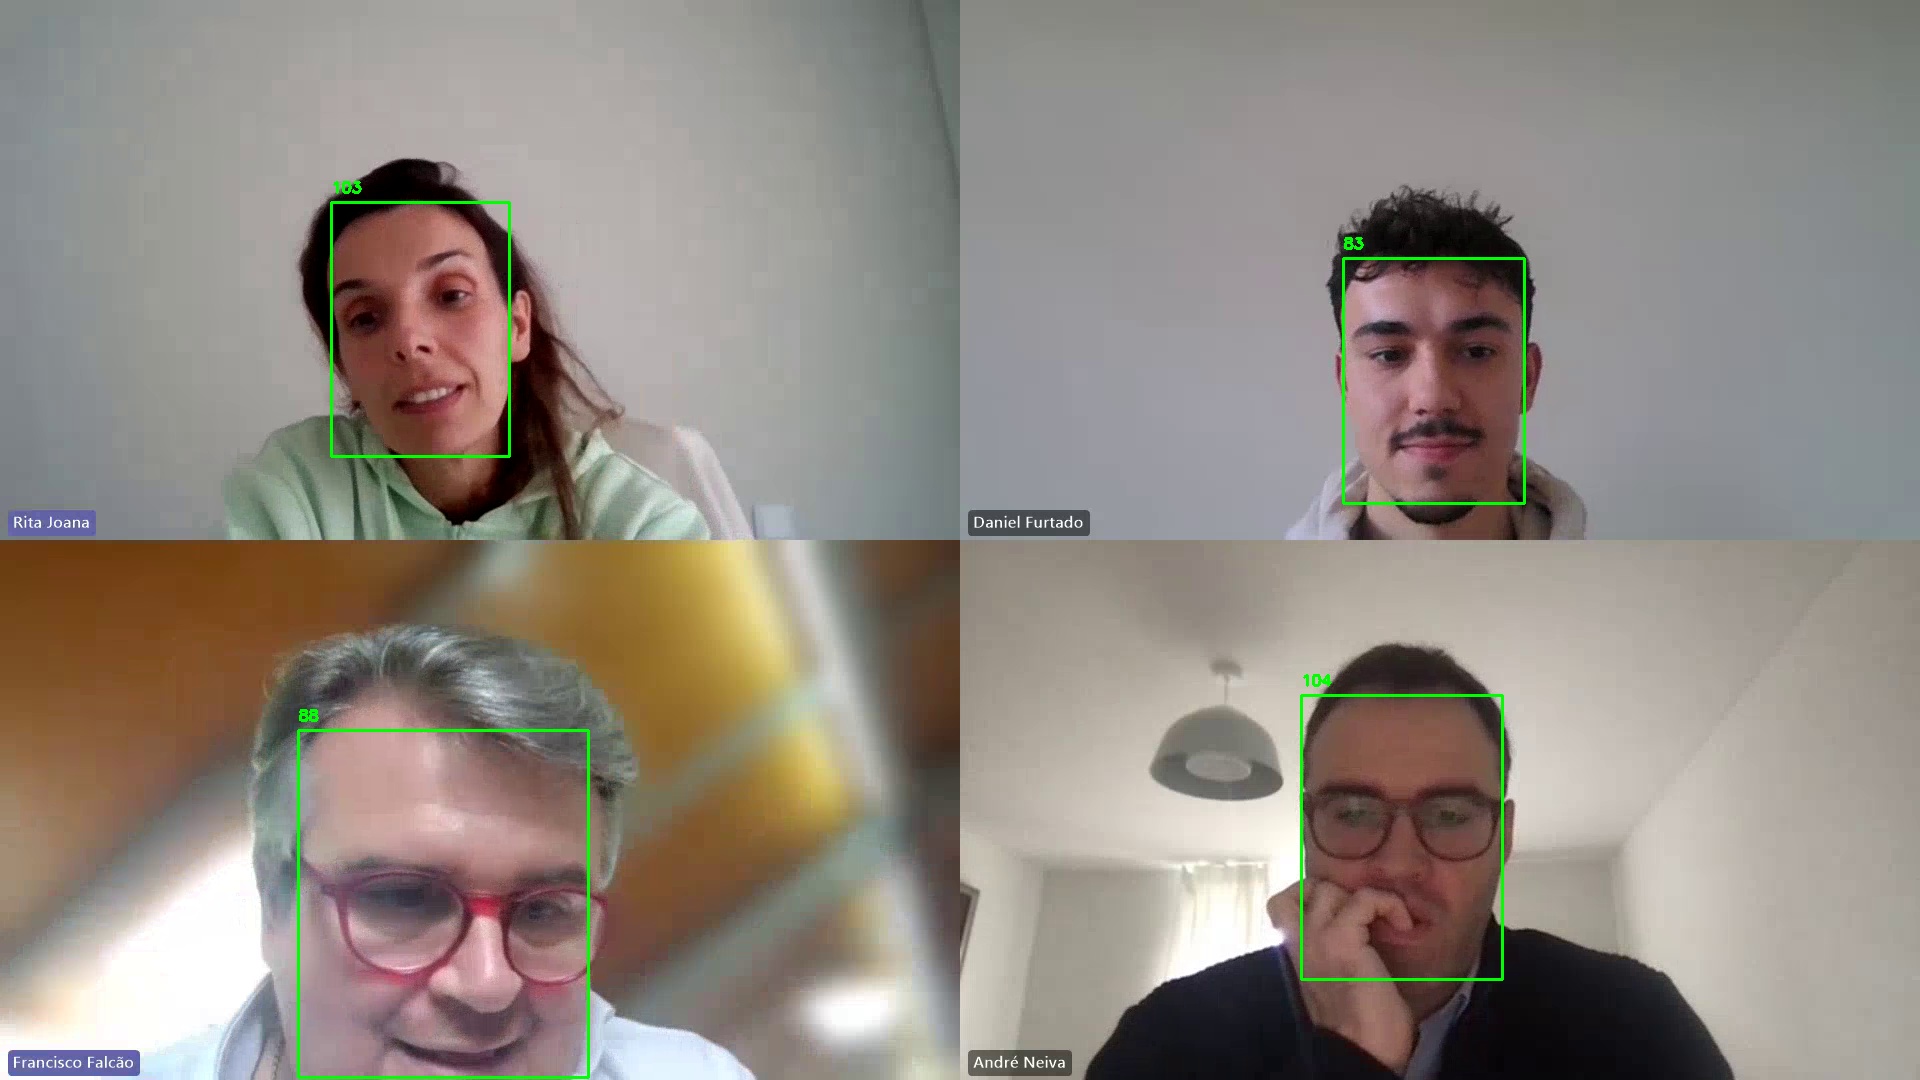 103
83
Rita Joana
Daniel Furtado
88
104
Francisco Falcão
André Neiva